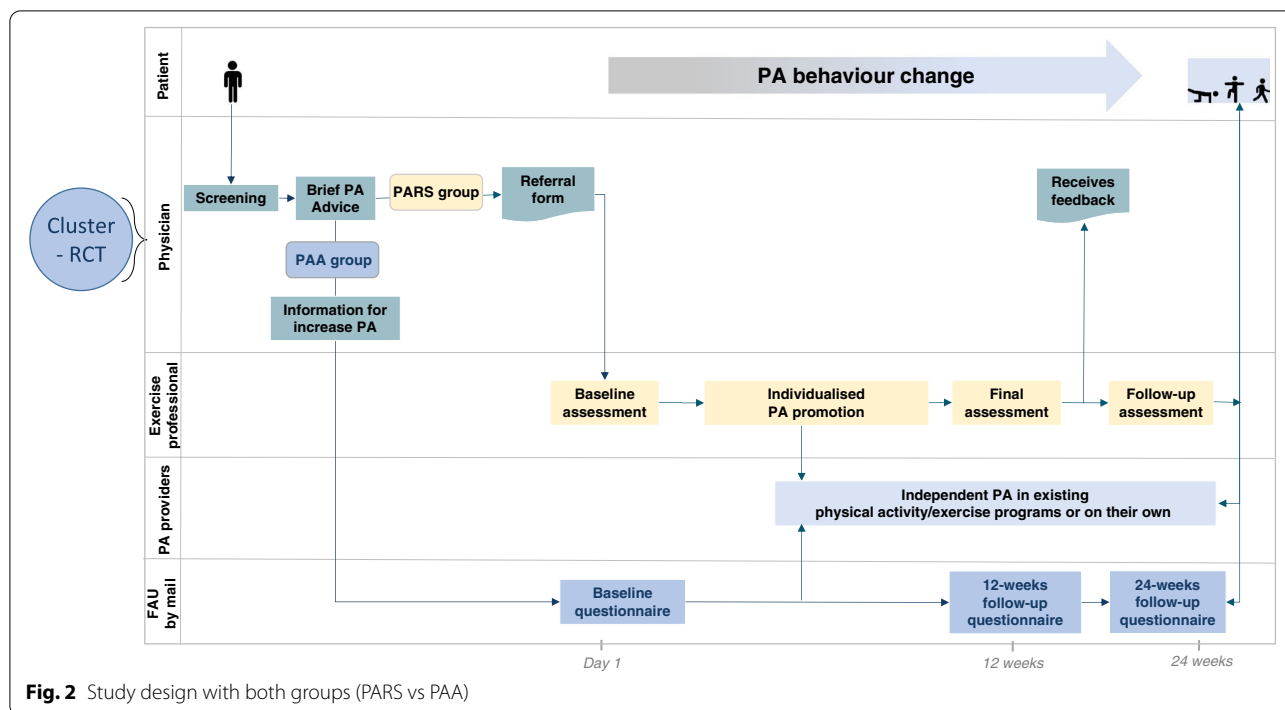 Patient
PA behaviour change
Cluster
- RCT
Physician
Screening
Brief PA
Advice
PARS group
Referral
form
Receives
feedback
PAA group
Information for
increase PA
Exercise
professional
Baseline
assessment
Individualised
PA promotion
Final
assessment
Follow-up
assessment
PA providers
Independent PA in existing
physical activity/exercise programs or on their own
FAU
by mail
Baseline
questionnaire
12-weeks
follow-up
questionnaire
24-weeks
follow-up
questionnaire
Day 1
12 weeks
24 weeks
Fig. 2 Study design with both groups (PARS vs PAA)